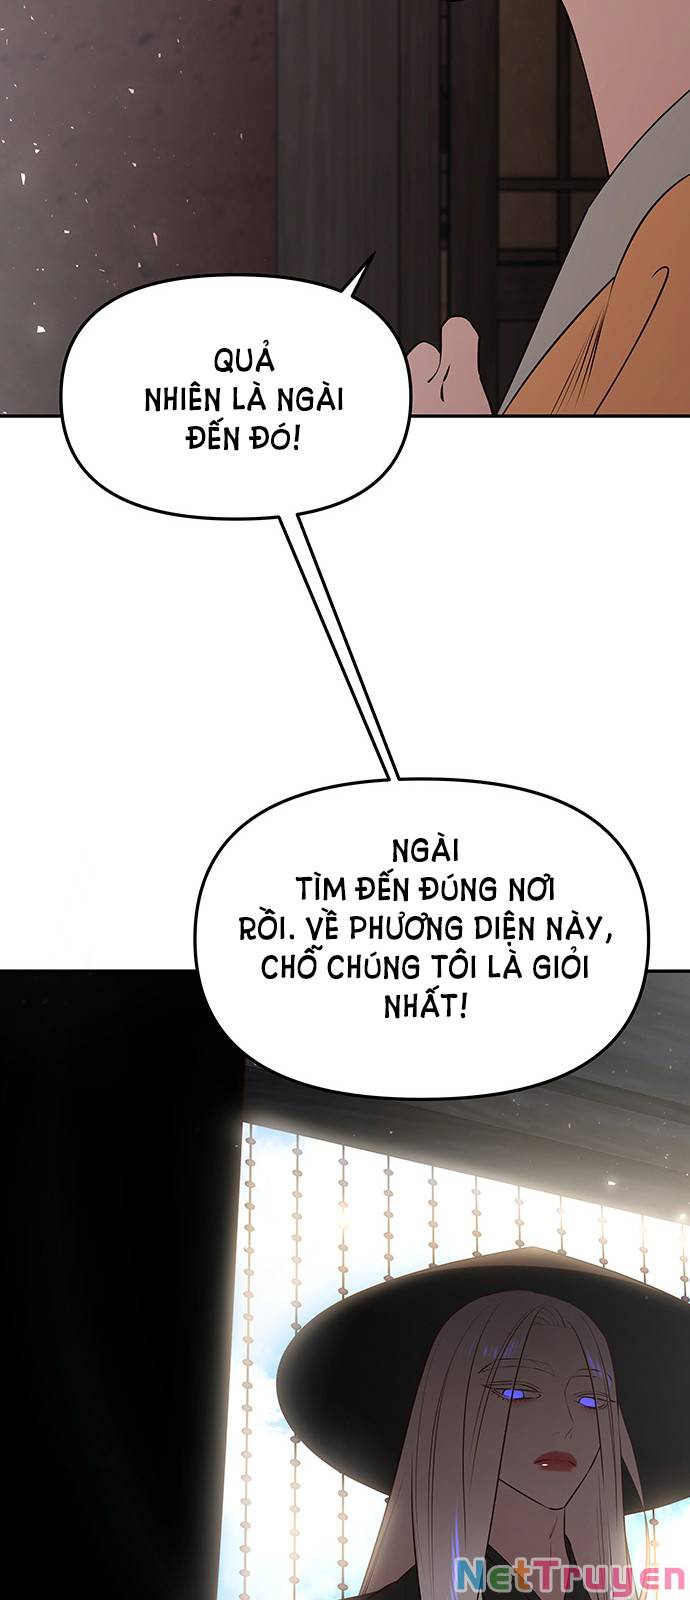 QUẢ
NHIÊN LÀ NGÀI
ĐẾN ĐÓ!
NGÀI
TÌM ĐẾN ĐÚNG NƠI
RỒI. VỀ PHƯƠNG DIỆN NÀY,
CHỖ CHÚNG TÔI LÀ GIỎI
NHẤT!
NetTruyen